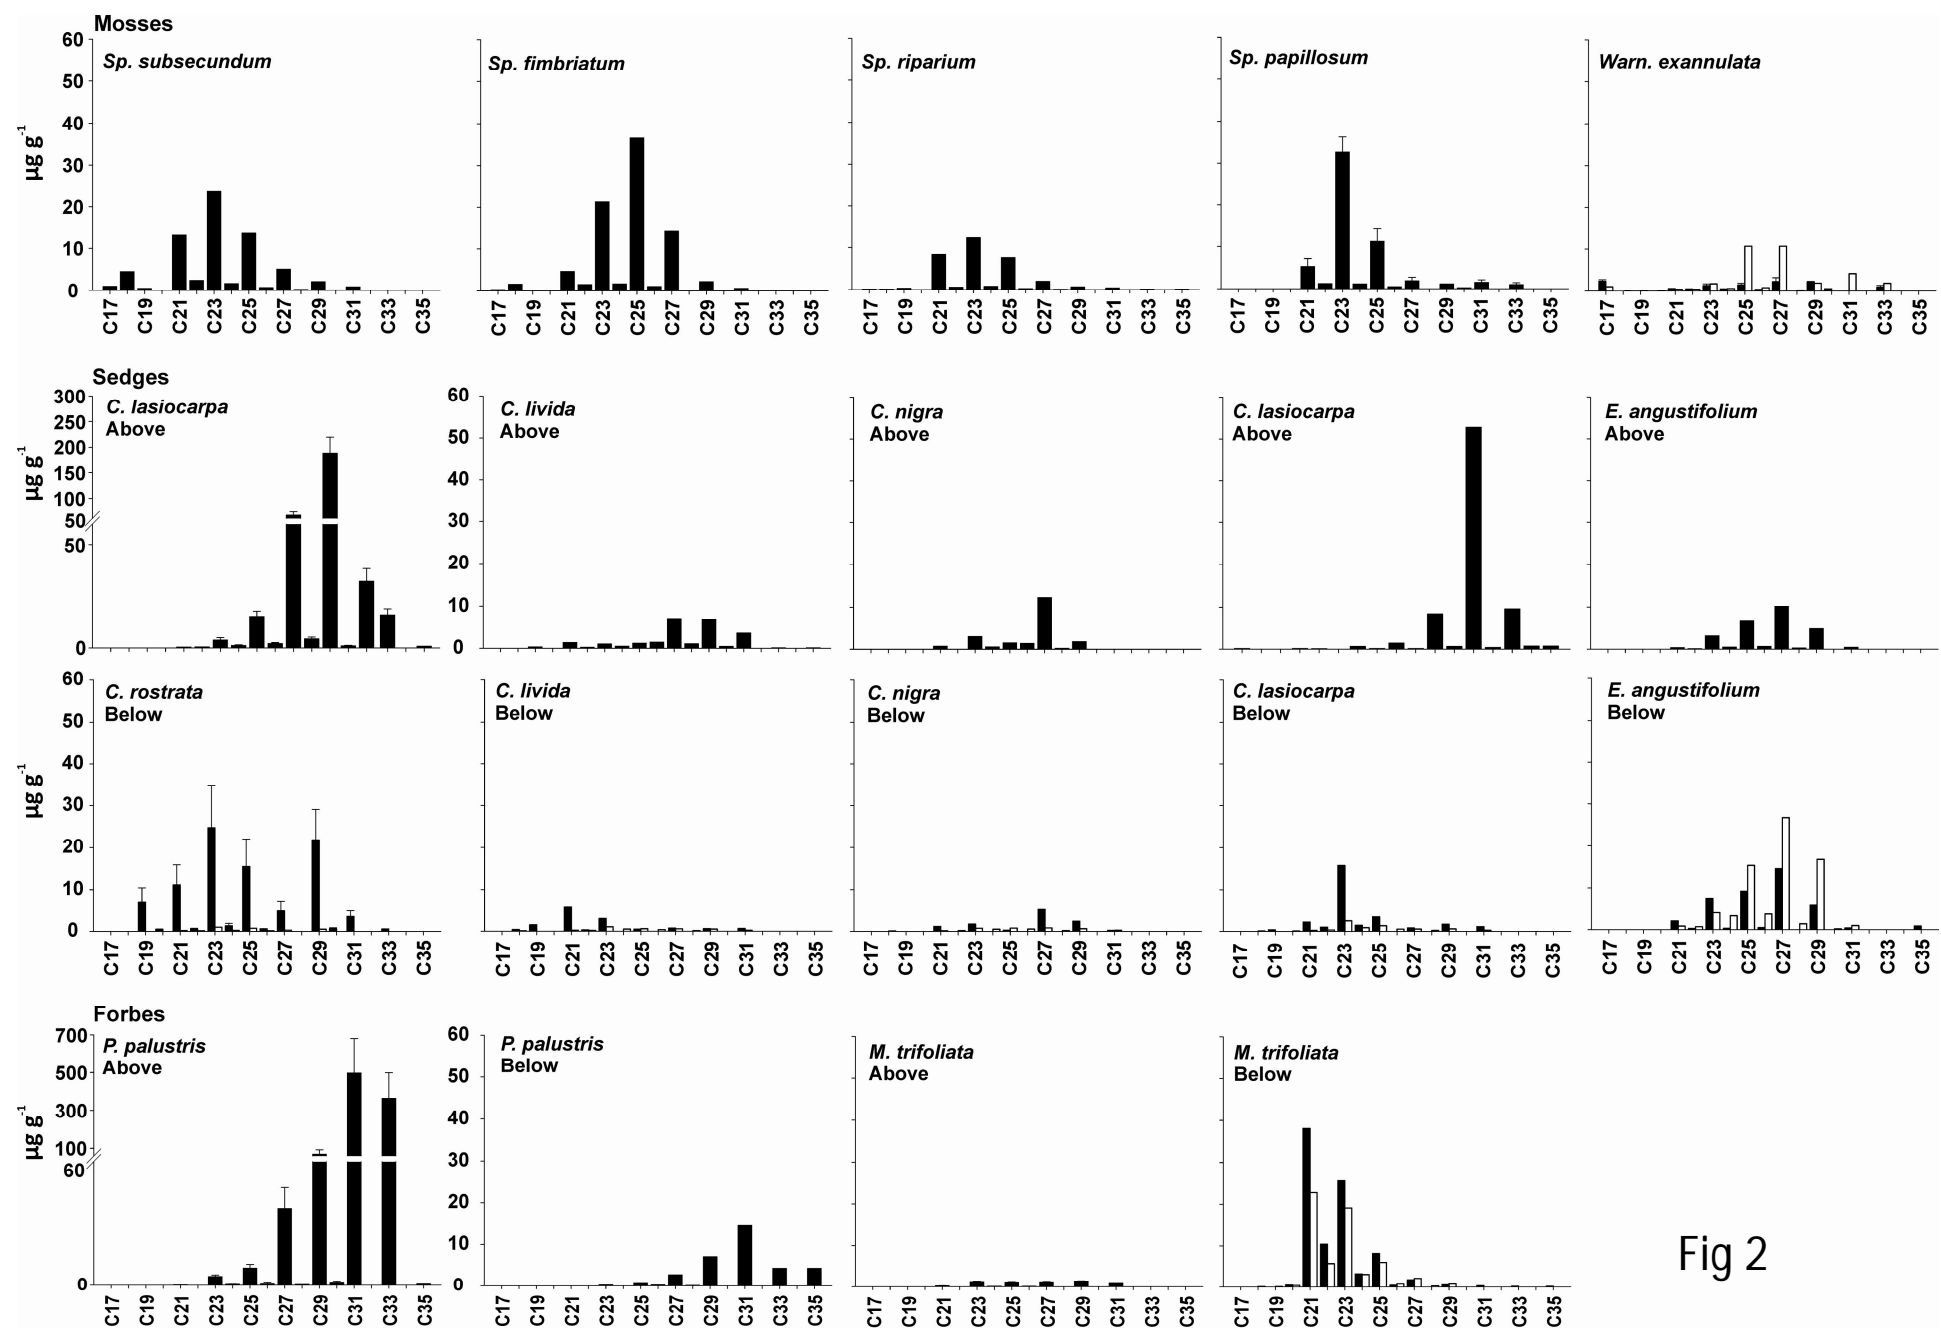 Mosses
60
50
40
30
20
10
0
µg g-1
Sp. subsecundum
Sp. fimbriatum
Sp. riparium
Sp. papillosum
Warn. exannulata
C17 C19 C21 C23 C25 C27 C29 C31 C33 C35
C17 C19 C21 C23 C25 C27 C29 C31 C33 C35
C17 C19 C21 C23 C25 C27 C29 C31 C33 C35
C17 C19 C21 C23 C25 C27 C29 C31 C33 C35
C17 C19 C21 C23 C25 C27 C29 C31 C33 C35
Sedges
300
250
200
150
100
50
50
0
µg g-1
C. lasiocarpa
Above
60
50
40
30
20
10
0
C. livida
Above
C. nigra
Above
C. lasiocarpa
Above
E. angustifolium
Above
60
50
40
30
20
10
0
µg g-1
C. rostrata
Below
C. livida
Below
C. nigra
Below
C. lasiocarpa
Below
E. angustifolium
Below
C17 C19 C21 C23 C25 C27 C29 C31 C33 C35
C17 C19 C21 C23 C25 C27 C29 C31 C33 C35
C17 C19 C21 C23 C25 C27 C29 C31 C33 C35
C17 C19 C21 C23 C25 C27 C29 C31 C33 C35
C17 C19 C21 C23 C25 C27 C29 C31 C33 C35
Forbes
700
500
300
100
60
0
µg g-1
P. palustris
Above
60
50
40
30
20
10
0
P. palustris
Below
M. trifoliata
Above
M. trifoliata
Below
C17 C19 C21 C23 C25 C27 C29 C31 C33 C35
C17 C19 C21 C23 C25 C27 C29 C31 C33 C35
C17 C19 C21 C23 C25 C27 C29 C31 C33 C35
C17 C19 C21 C23 C25 C27 C29 C31 C33 C35
Fig 2